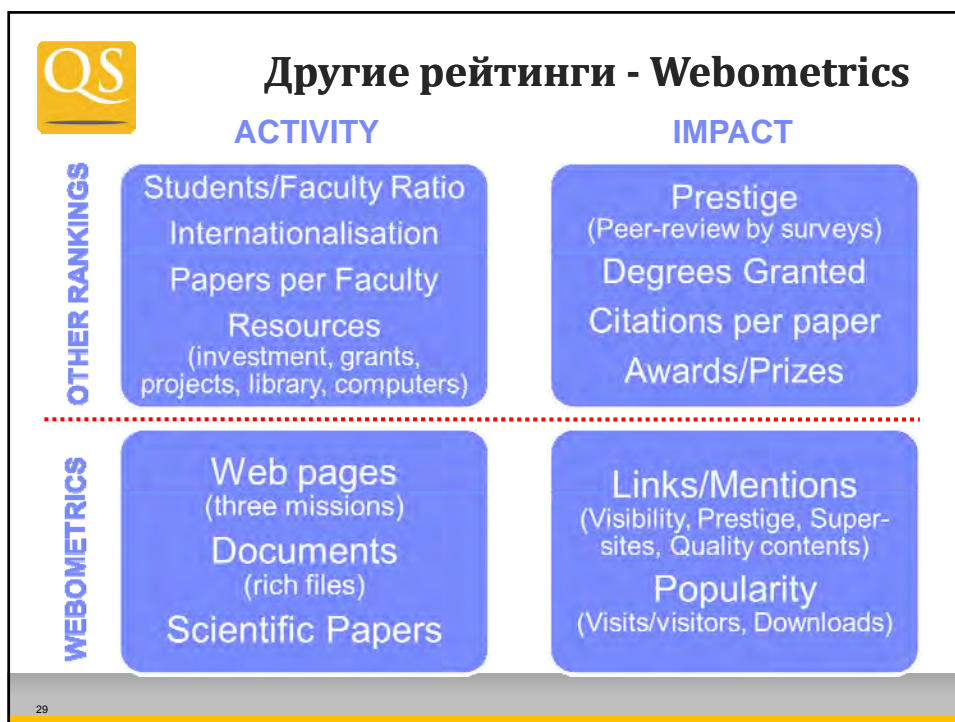 QS
Другие рейтинги - Webometrics
ACTIVITY
IMPACT
OTHER RANKINGS
Students/Faculty Ratio
Internationalisation
Papers per Faculty
Resources
(investment, grants,
projects, library, computers)
Prestige
(Peer-review by surveys)
Degrees Granted
Citations per paper
Awards/Prizes
WEBOMETRICS
Web pages
(three missions)
Documents
(rich files)
Scientific Papers
Links/Mentions
(Visibility, Prestige, Super-
sites, Quality contents)
Popularity
(Visits/visitors, Downloads)
29